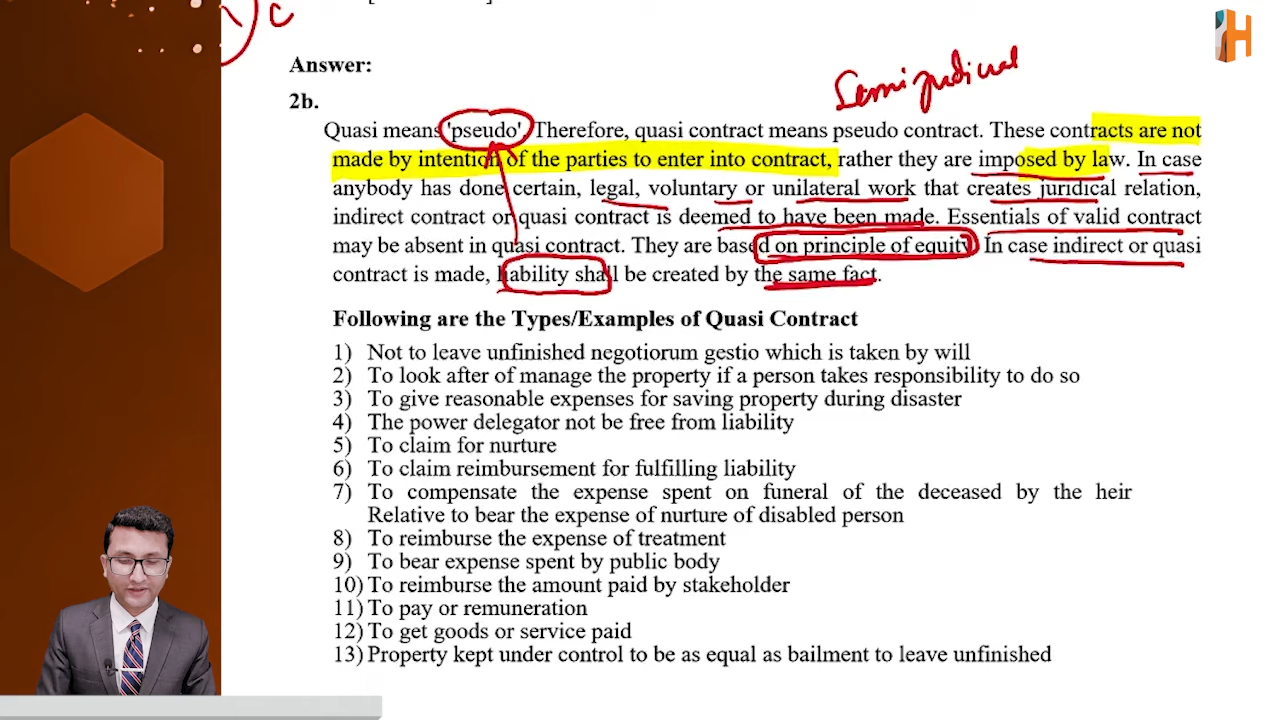 C
Answer:
Semi judicial
2b.
Quasi means 'pseudo'. Therefore, quasi contract means pseudo contract. These contracts are not
made by intention of the parties to enter into contract, rather they are imposed by law. In case
anybody has done certain, legal, voluntary or unilateral work that creates juridical relation,
indirect contract or quasi contract is deemed to have been made. Essentials of valid contract
may be absent in quasi contract. They are based on principle of equity. In case indirect or quasi
contract is made, liability shall be created by the same fact.
Following are the Types/Examples of Quasi Contract
1) Not to leave unfinished negotiorum gestio which is taken by will
2) To look after of manage the property if a person takes responsibility to do so
3) To give reasonable expenses for saving property during disaster
4) The power delegator not be free from liability
5) To claim for nurture
6) To claim reimbursement for fulfilling liability
7) To compensate the expense spent on funeral of the deceased by the heir
Relative to bear the expense of nurture of disabled person
8) To reimburse the expense of treatment
9) To bear expense spent by public body
10) To reimburse the amount paid by stakeholder
11) To pay or remuneration
12) To get goods or service paid
13) Property kept under control to be as equal as bailment to leave unfinished